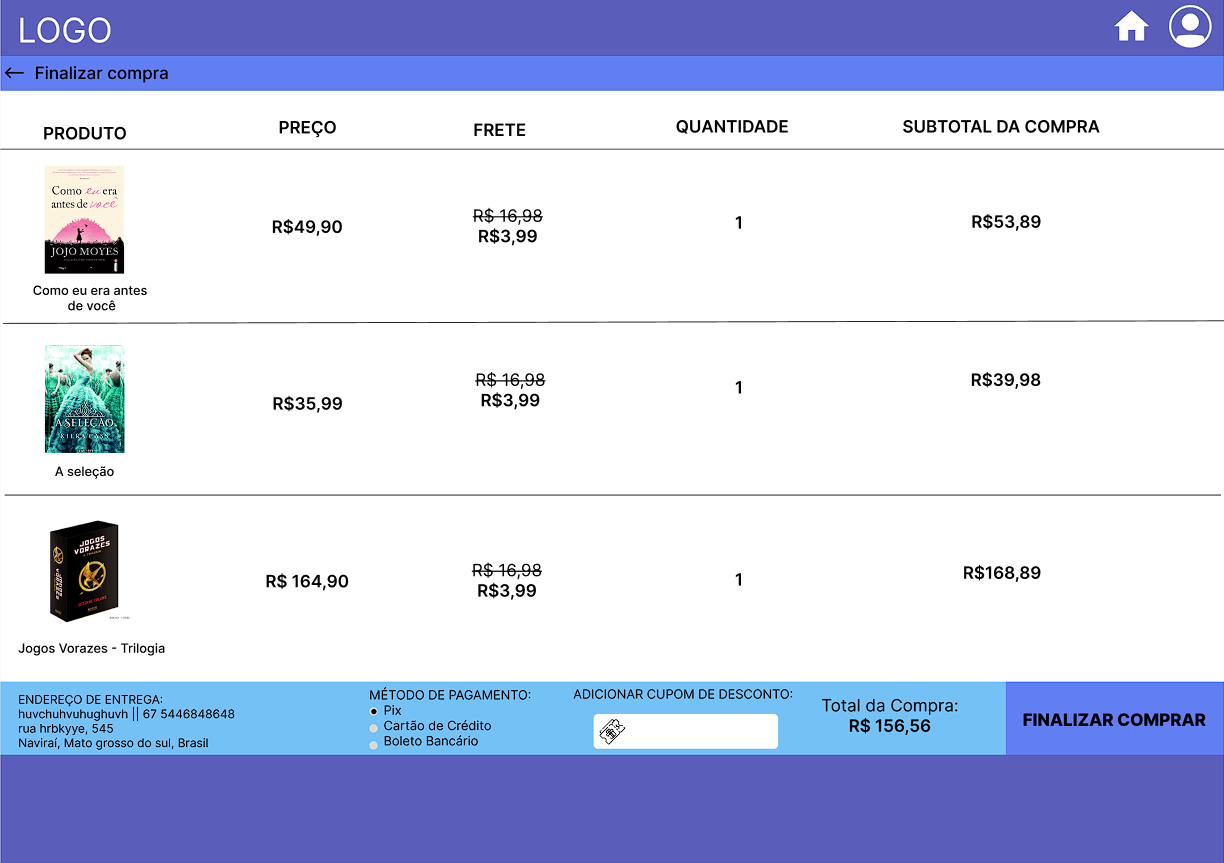 LOGO
Finalizar compra
PRODUTO PREÇO FRETE QUANTIDADE SUBTOTAL DA COMPRA
Como eu era
antes de você
JOJO MOYES
Como eu era antes
de você
R$49,90
R$ 16,98
R$3,99
1
R$53,89
A SELEÇÃO
KIERA CASS
A seleção
R$35,99
R$ 16,98
R$3,99
1
R$39,98
JOGOS
VORAZES
Jogos Vorazes - Trilogia
R$ 164,90
R$ 16,98
R$3,99
1
R$168,89
ENDEREÇO DE ENTREGA:
huvchuhvuhughuvh || 67 5446848648
rua hrbkyye, 545
Naviraí, Mato grosso do sul, Brasil
MÉTODO DE PAGAMENTO:
Pix
Cartão de Crédito
Boleto Bancário
ADICIONAR CUPOM DE DESCONTO:
Total da Compra:
R$ 156,56
FINALIZAR COMPRAR